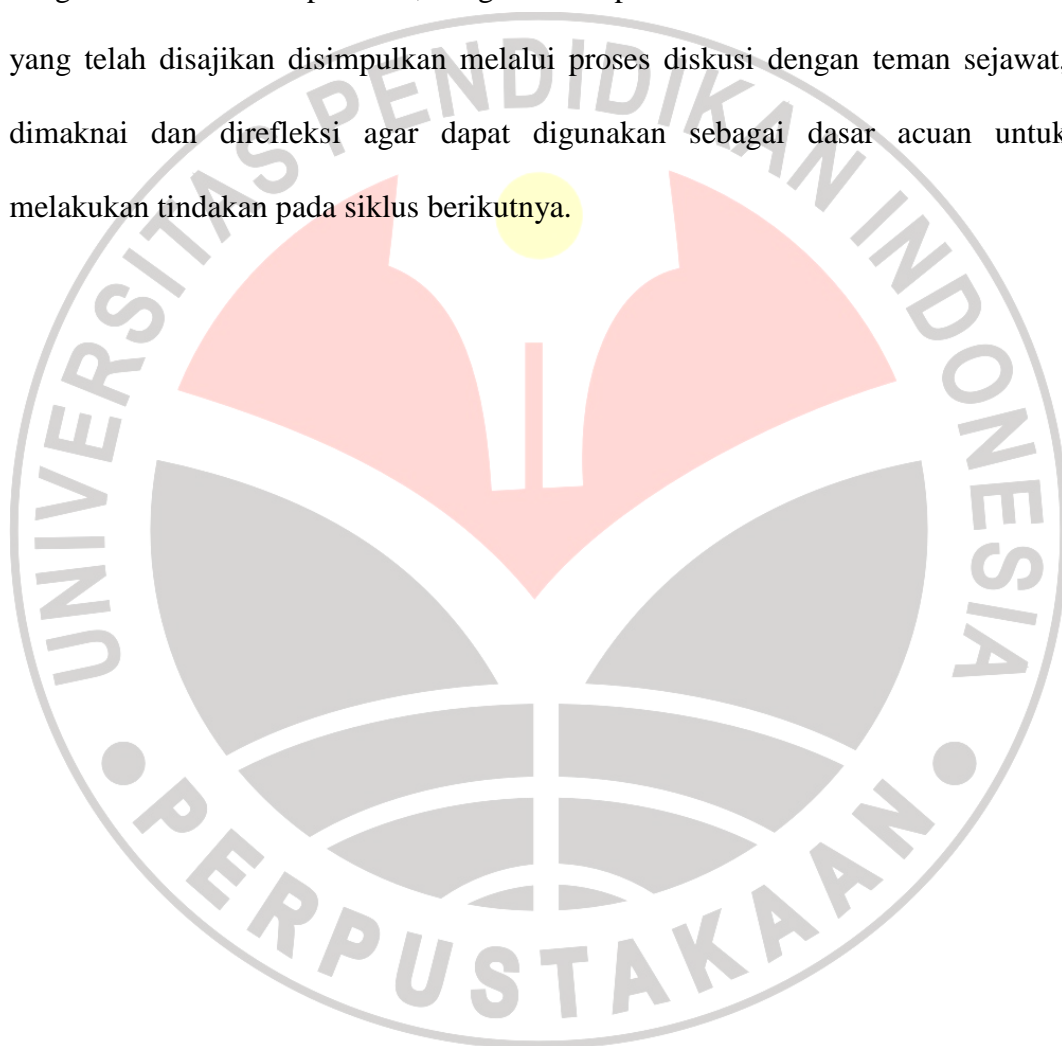 yang telah disajikan disimpulkan melalui proses diskusi dengan teman sejawat,
dimaknai dan direfleksi agar dapat digunakan sebagai dasar acuan untuk
melakukan tindakan pada siklus berikutnya.
UNIVERSITAS PENDIDIKAN INDONESIA
PERPUSTAKAAN